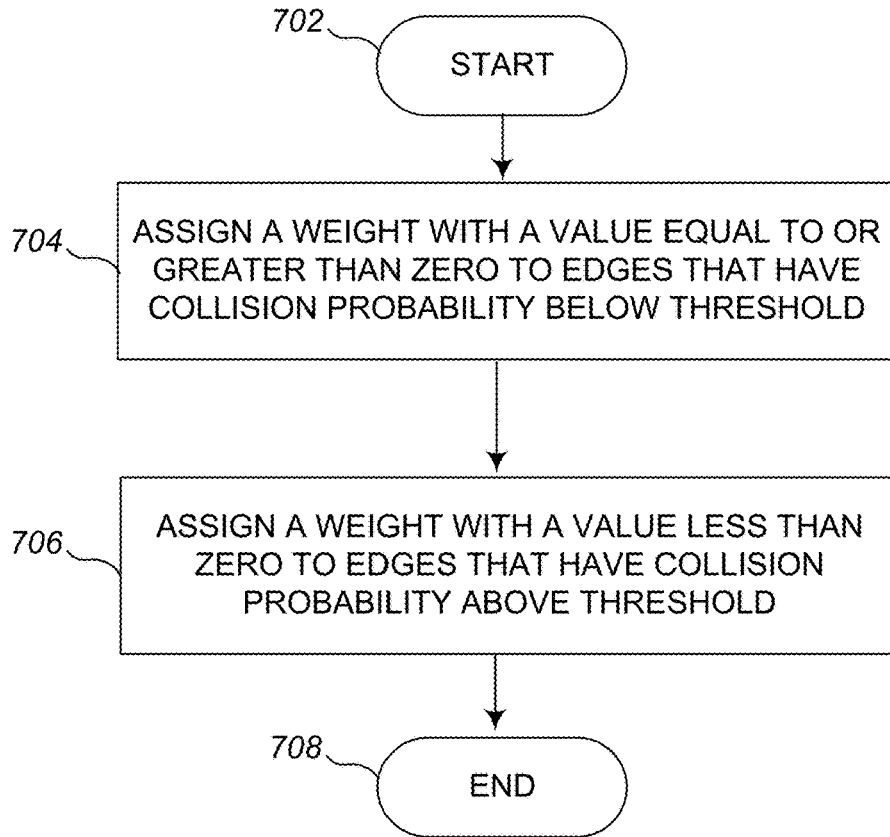 702
START
704
ASSIGN A WEIGHT WITH A VALUE EQUAL TO OR
GREATER THAN ZERO TO EDGES THAT HAVE
COLLISION PROBABILITY BELOW THRESHOLD
706
ASSIGN A WEIGHT WITH A VALUE LESS THAN
ZERO TO EDGES THAT HAVE COLLISION
PROBABILITY ABOVE THRESHOLD
708
END